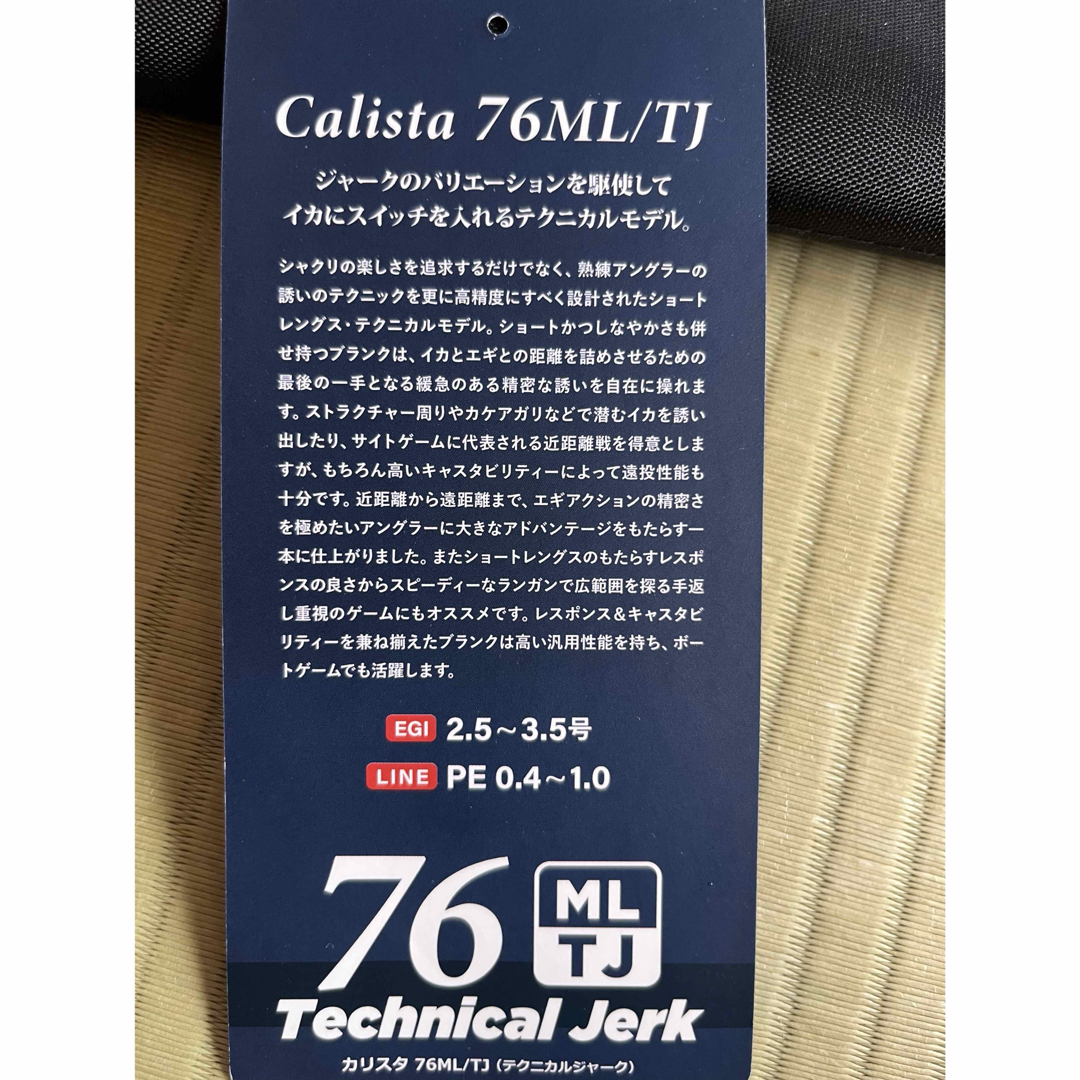 Calista 76ML/TJ
ジャークのバリエーションを駆使して
イカにスイッチを入れるテクニカルモデル。
シャクリの楽しさを追求するだけでなく、熟練アングラーの
誘いのテクニックを更に高精度にすべく設計されたショート
レングス・テクニカルモデル。ショートかつしなやかさも併
せ持つブランクは、イカとエギとの距離を詰めさせるための
最後の一手となる緩急のある精密な誘いを自在に操れま
す。ストラクチャー周りやカケアガリなどで潜むイカを誘い
出したり、サイトゲームに代表される近距離戦を得意としま
すが、もちろん高いキャスタビリティーによって遠投性能も
十分です。近距離から遠距離まで、エギアクションの精密さ
を極めたいアングラーに大きなアドバンテージをもたらす一
本に仕上がりました。またショートレングスのもたらすレスポ
ンスの良さからスピーディーなランガンで広範囲を探る手返
し重視のゲームにもオススメです。レスポンス&キャスタビ
リティーを兼ね揃えたブランクは高い汎用性能を持ち、ボー
トゲームでも活躍します。
EGI 2.5～3.5号
LINE PE 0.4～1.0
76 ML
TJ
Technical Jerk
カリスタ 76ML/TJ（テクニカルジャーク）